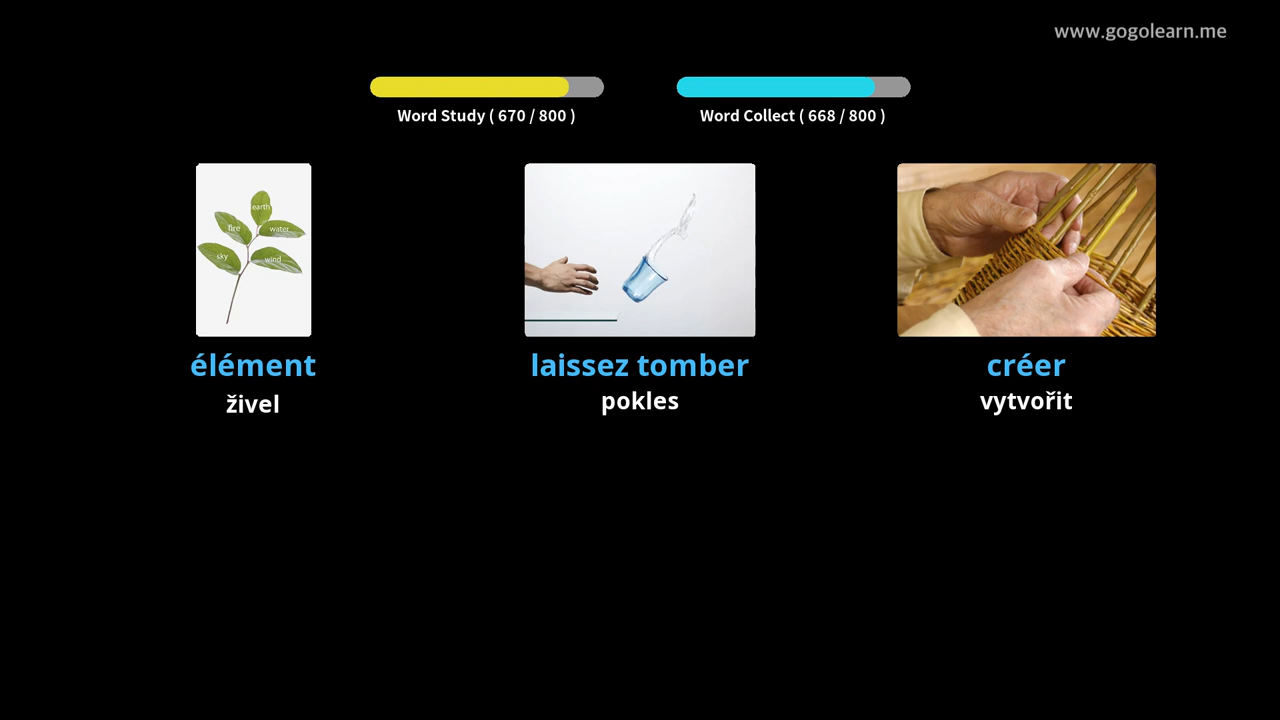 www.gogolearn.me
Word Study ( 670 / 800 )
Word Collect ( 668 / 800 )
earth
fire
water
sky
wind
élément
živel
laissez tomber
pokles
créer
vytvořit